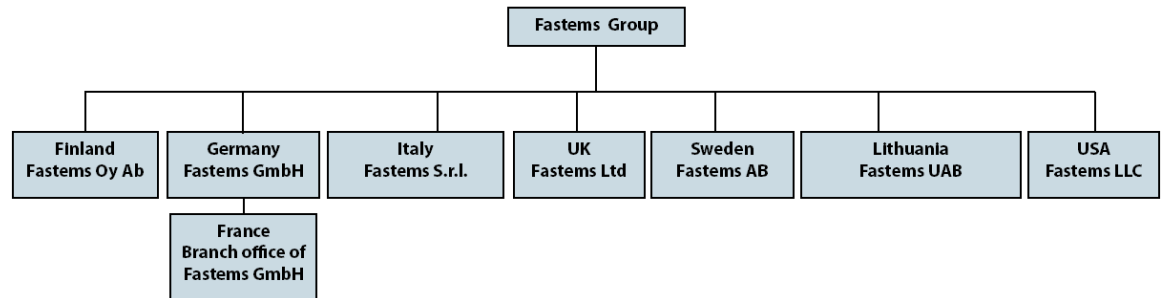 Fastems Group
Finland
Fastems Oy Ab
Germany
Fastems GmbH
Italy
Fastems S.r.l.
UK
Fastems Ltd
Sweden
Fastems AB
Lithuania
Fastems UAB
USA
Fastems LLC
France
Branch office of
Fastems GmbH